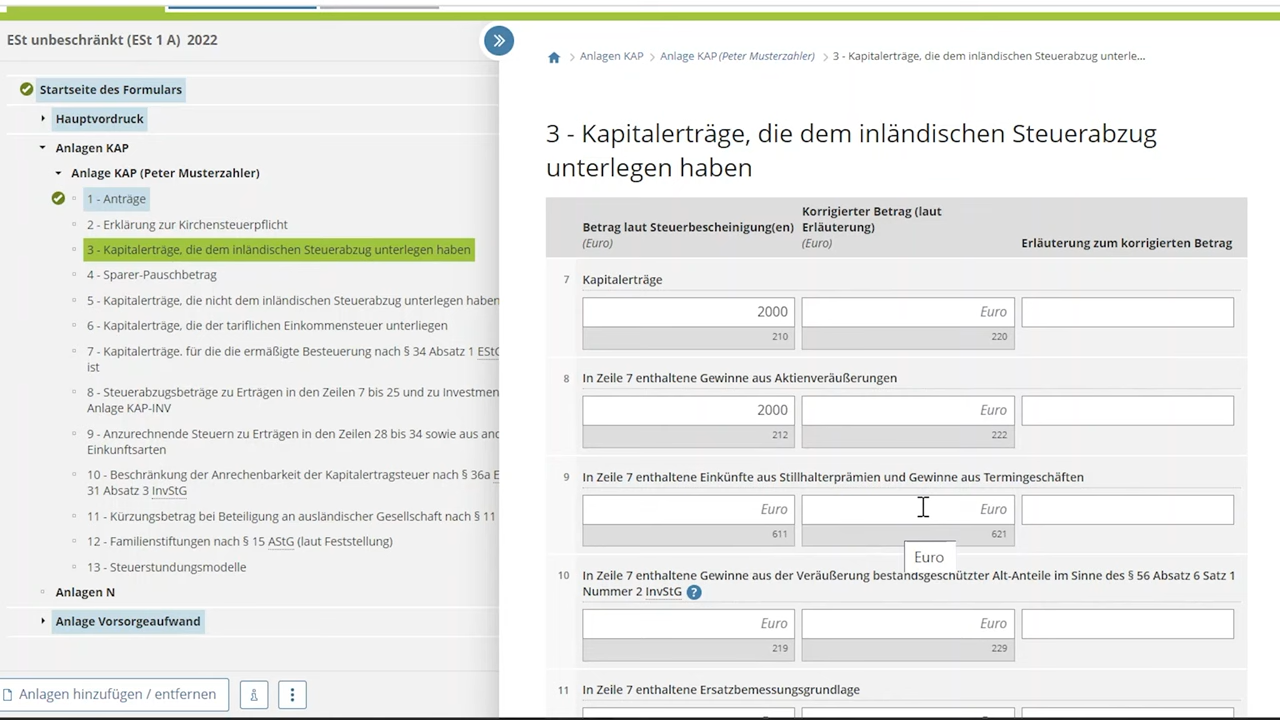 ESt unbeschränkt (ESt 1 A) 2022
Startseite des Formulars
Hauptvordruck
Anlagen KAP
Anlage KAP (Peter Musterzahler)
1 - Anträge
2 - Erklärung zur Kirchensteuerpflicht
3 - Kapitalerträge, die dem inländischen Steuerabzug unterlegen haben
4 - Sparer-Pauschbetrag
5 - Kapitalerträge, die nicht dem inländischen Steuerabzug unterlegen haben
6 - Kapitalerträge, die der tariflichen Einkommensteuer unterliegen
7 - Kapitalerträge. für die die ermäßigte Besteuerung nach § 34 Absatz 1 EStG
ist
8 - Steuerabzugsbeträge zu Erträgen in den Zeilen 7 bis 25 und zu Investmen
Anlage KAP-INV
9 - Anzurechnende Steuern zu Erträgen in den Zeilen 28 bis 34 sowie aus and
Einkunftsarten
10 - Beschränkung der Anrechenbarkeit der Kapitalertragsteuer nach § 36a E
31 Absatz 3 InvStG
11 - Kürzungsbetrag bei Beteiligung an ausländischer Gesellschaft nach § 11
12 - Familienstiftungen nach § 15 AStG (laut Feststellung)
13 - Steuerstundungsmodelle
Anlagen N
Anlage Vorsorgeaufwand
Anlagen hinzufügen / entfernen
Anlagen KAP
Anlage KAP (Peter Musterzahler)
3 - Kapitalerträge, die dem inländischen Steuerabzug unterle...
3 - Kapitalerträge, die dem inländischen Steuerabzug
unterlegen haben
Betrag laut Steuerbescheinigung(en)
(Euro)
Korrigierter Betrag (laut
Erläuterung)
(Euro)
Erläuterung zum korrigierten Betrag
7 Kapitalerträge
2000 Euro
210 220
8 In Zeile 7 enthaltene Gewinne aus Aktienveräußerungen
2000 Euro
212 222
9 In Zeile 7 enthaltene Einkünfte aus Stillhalterprämien und Gewinne aus Termingeschäften
Euro Euro
611 621
Euro
10 In Zeile 7 enthaltene Gewinne aus der Veräußerung bestandsgeschützter Alt-Anteile im Sinne des § 56 Absatz 6 Satz 1
Nummer 2 InvStG ?
Euro Euro
219 229
11 In Zeile 7 enthaltene Ersatzbemessungsgrundlage